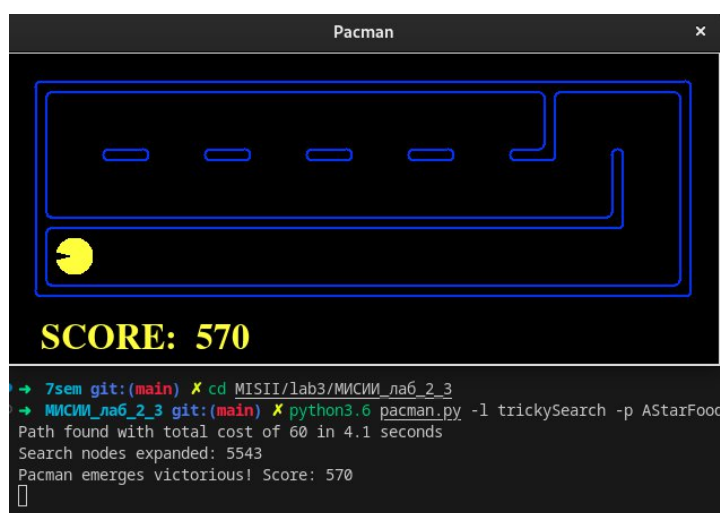 Pacman ×
SCORE: 570
➜ 7sem git:(main) ✗ cd MISII/lab3/МИСИИ_лаб_2_3
➜ МИСИИ_лаб_2_3 git:(main) ✗ python3.6 pacman.py -l trickySearch -p AStarFood
Path found with total cost of 60 in 4.1 seconds
Search nodes expanded: 5543
Pacman emerges victorious! Score: 570